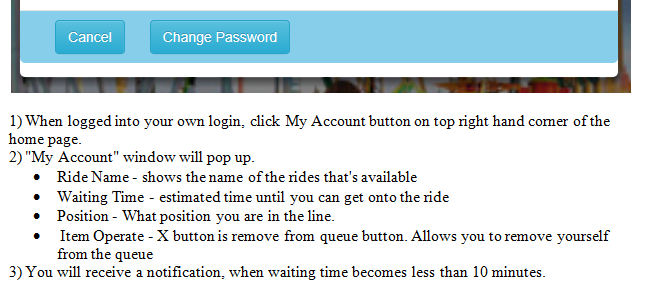 Cancel Change Password
1) When logged into your own login, click My Account button on top right hand corner of the
home page.
2) "My Account" window will pop up.
• Ride Name - shows the name of the rides that's available
• Waiting Time - estimated time until you can get onto the ride
• Position - What position you are in the line.
• Item Operate - X button is remove from queue button. Allows you to remove yourself
from the queue
3) You will receive a notification, when waiting time becomes less than 10 minutes.